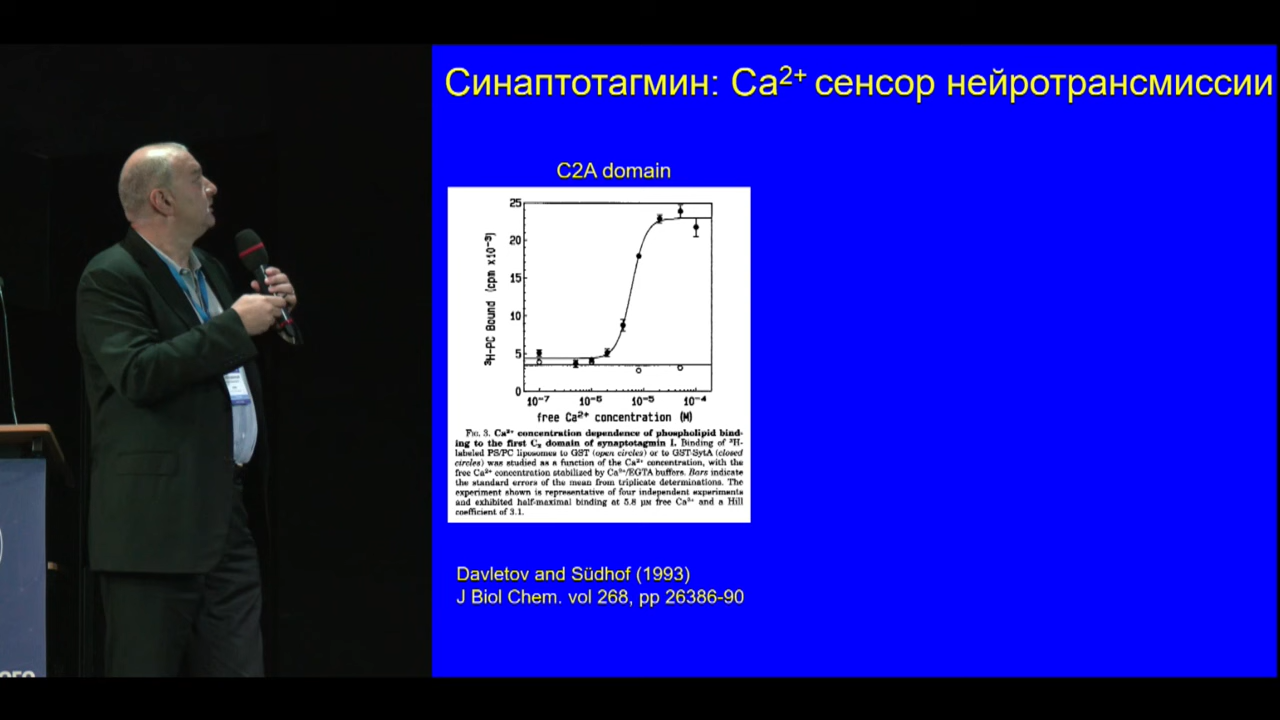 Синаптотагмин: Ca2+ сенсор нейротрансмиссии
C2A domain
25
20
15
10
5
0
³H-PC Bound (cpm x10⁻³)
10⁻⁷ 10⁻⁶ 10⁻⁵ 10⁻⁴
free Ca²⁺ concentration (M)
FIG. 3. Ca²⁺ concentration dependence of phospholipid bind-
ing to the first C₂ domain of synaptotagmin I. Binding of ³H-
labeled PS/PC liposomes to GST (open circles) or to GST-SytA (closed
circles) was studied as a function of the Ca²⁺ concentration, with the
free Ca²⁺ concentration stabilized by Ca²⁺/EGTA buffers. Bars indicate
the standard errors of the mean from triplicate determinations. The
experiment shown is representative of four independent experiments
and exhibited half-maximal binding at 5.8 μM free Ca²⁺ and a Hill
coefficient of 3.1.
Davletov and Südhof (1993)
J Biol Chem. vol 268, pp 26386-90